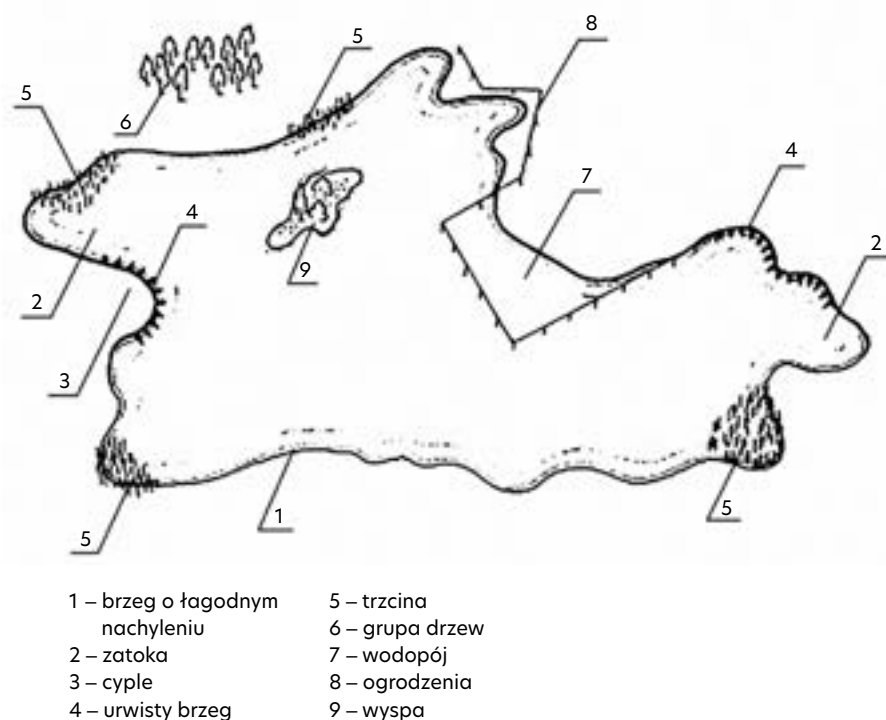 8
5
5
6
4
7
4
2
9
2
3
5
1
5
1 – brzeg o łagodnym
nachyleniu
2 – zatoka
3 – cyple
4 – urwisty brzeg
5 – trzcina
6 – grupa drzew
7 – wodopój
8 – ogrodzenia
9 – wyspa